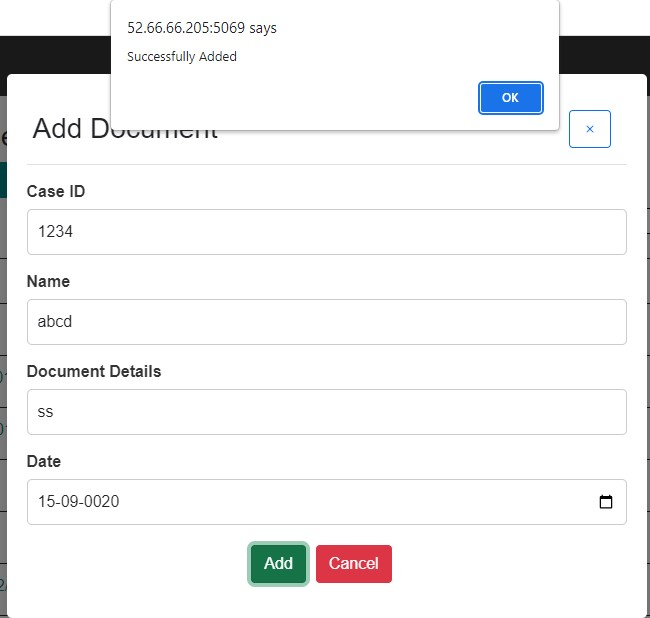 52.66.66.205:5069 says
Successfully Added
OK
Add Document
×
Case ID
1234
Name
abcd
Document Details
ss
Date
15-09-0020
Add
Cancel